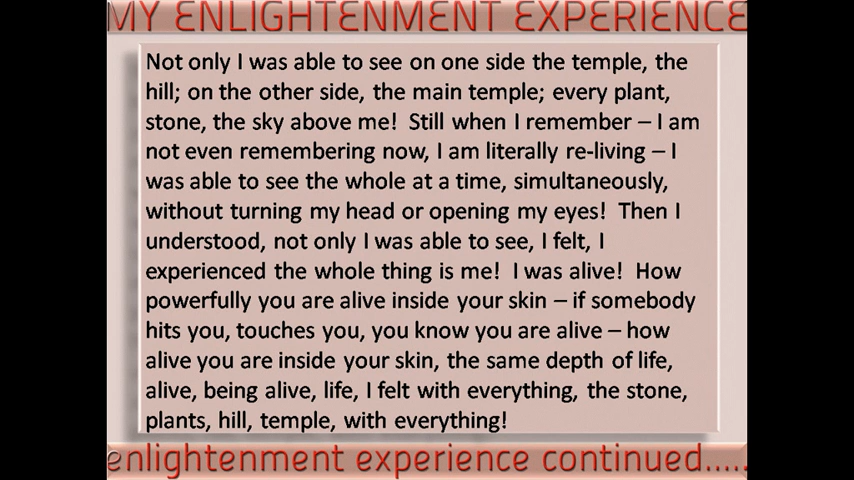 MY ENLIGHTENMENT EXPERIENCE
Not only I was able to see on one side the temple, the
hill; on the other side, the main temple; every plant,
stone, the sky above me!  Still when I remember – I am
not even remembering now, I am literally re-living – I
was able to see the whole at a time, simultaneously,
without turning my head or opening my eyes!  Then I
understood, not only I was able to see, I felt, I
experienced the whole thing is me!  I was alive!  How
powerfully you are alive inside your skin – if somebody
hits you, touches you, you know you are alive – how
alive you are inside your skin, the same depth of life,
alive, being alive, life, I felt with everything, the stone,
plants, hill, temple, with everything!
enlightenment experience continued.....